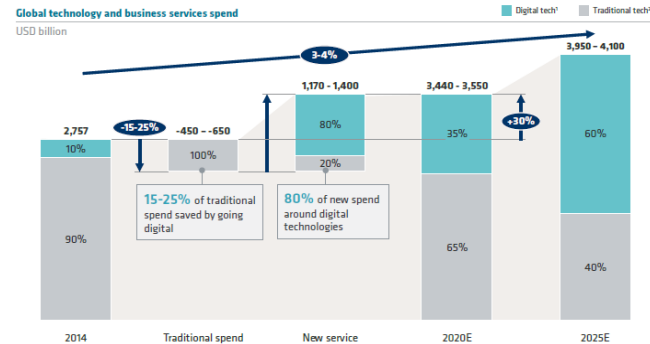 Global technology and business services spend
Digital tech¹
Traditional tech¹
USD billion
3-4%
3,950 – 4,100
2,757
-15-25%
-450 – -650
1,170 - 1,400
3,440 - 3,550
+30%
10%
100%
80%
20%
35%
60%
15-25% of traditional
spend saved by going
digital
80% of new spend
around digital
technologies
90%
65%
40%
2014
Traditional spend
New service
2020E
2025E